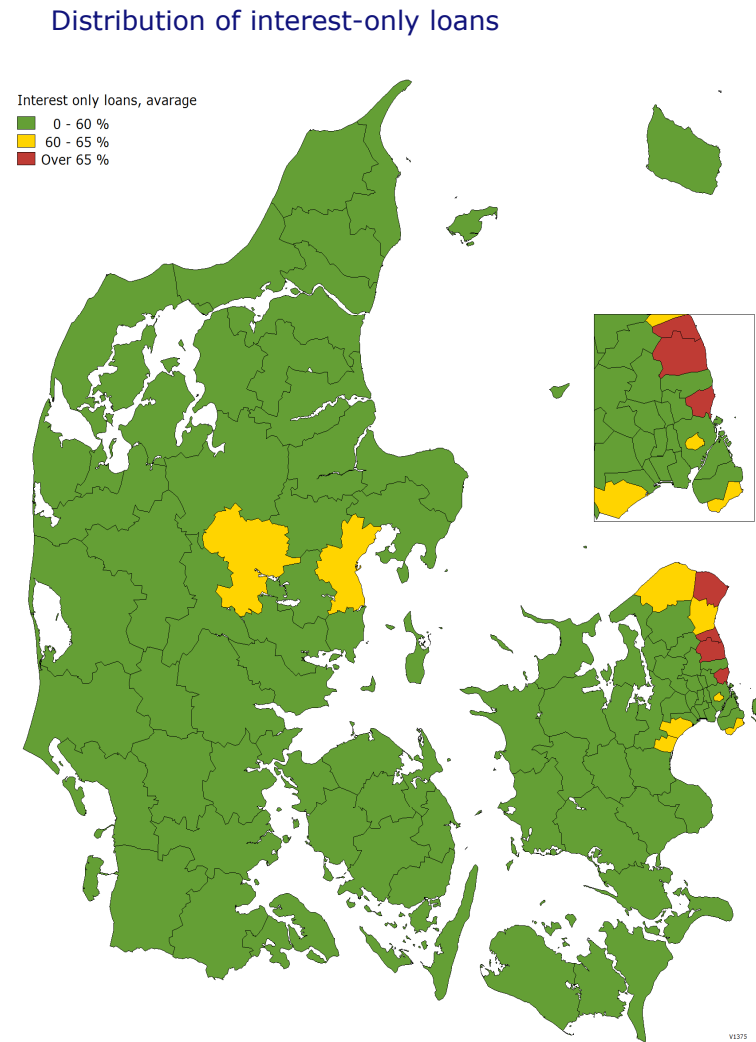 Distribution of interest-only loans
Interest only loans, avarage
0 - 60 %
60 - 65 %
Over 65 %
V1375